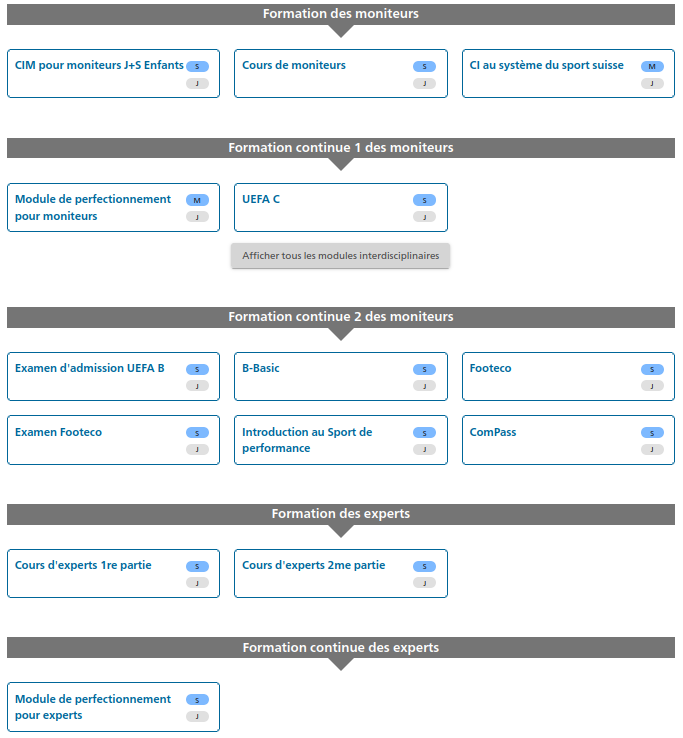 Formation des moniteurs
CIM pour moniteurs J+S Enfants S
J
Cours de moniteurs S
J
CI au système du sport suisse M
J
Formation continue 1 des moniteurs
Module de perfectionnement M
pour moniteurs J
UEFA C S
J
Afficher tous les modules interdisciplinaires
Formation continue 2 des moniteurs
Examen d'admission UEFA B S
J
B-Basic S
J
Footeco S
J
Examen Footeco S
J
Introduction au Sport de S
performance J
ComPass S
J
Formation des experts
Cours d'experts 1re partie S
J
Cours d'experts 2me partie S
J
Formation continue des experts
Module de perfectionnement S
pour experts J